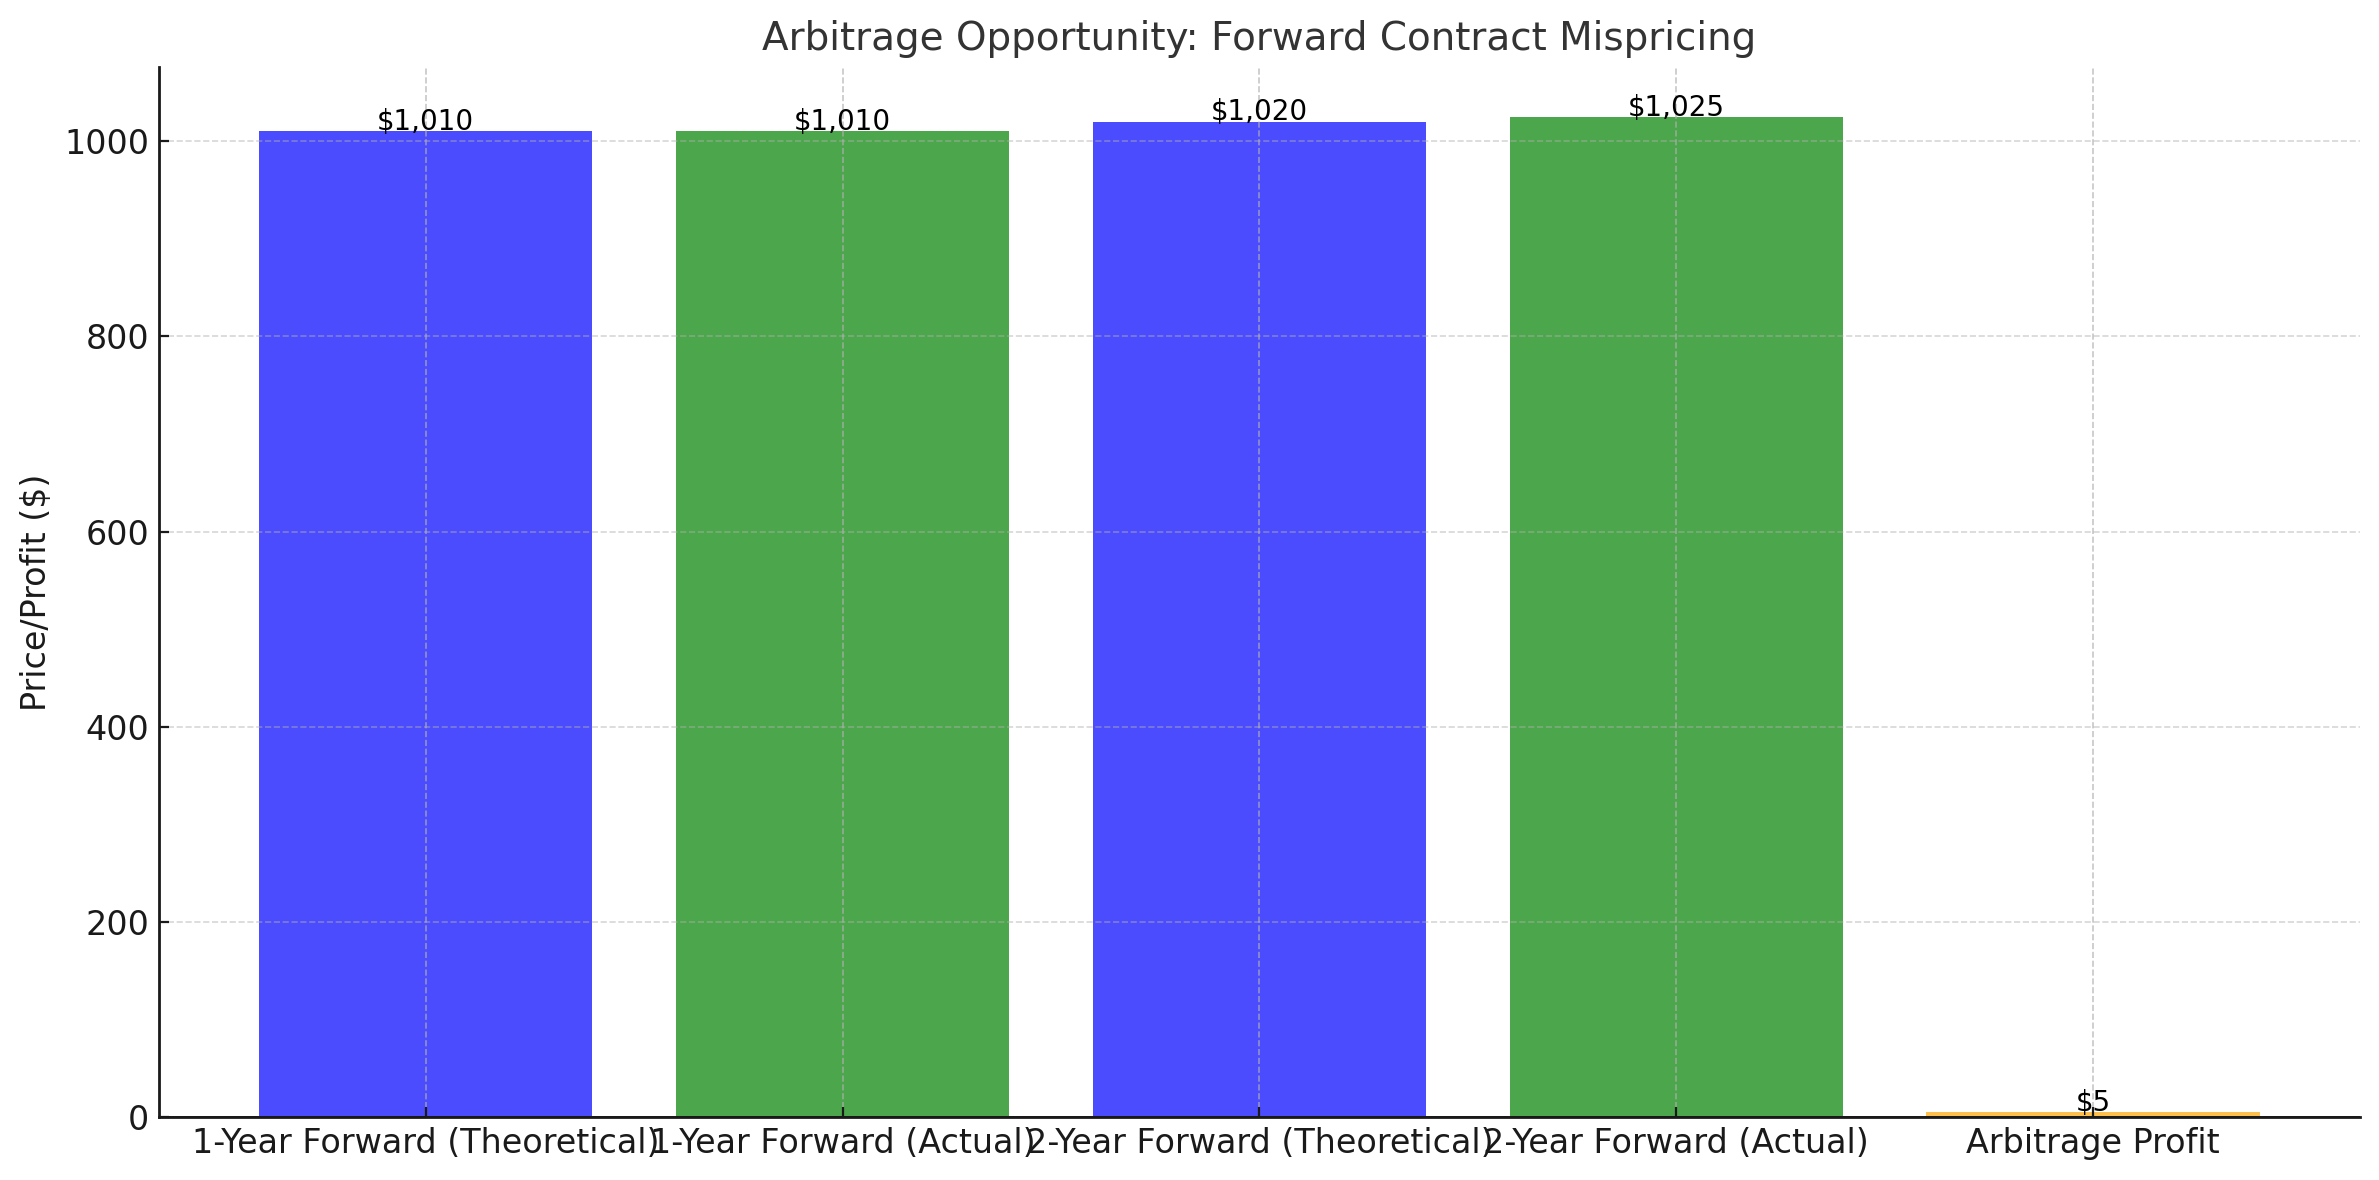 Arbitrage Opportunity: Forward Contract Mispricing
Price/Profit ($)
1000
800
600
400
200
0
$1,010
$1,010
$1,020
$1,025
$5
1-Year Forward (Theoretical)
1-Year Forward (Actual)
2-Year Forward (Theoretical)
2-Year Forward (Actual)
Arbitrage Profit